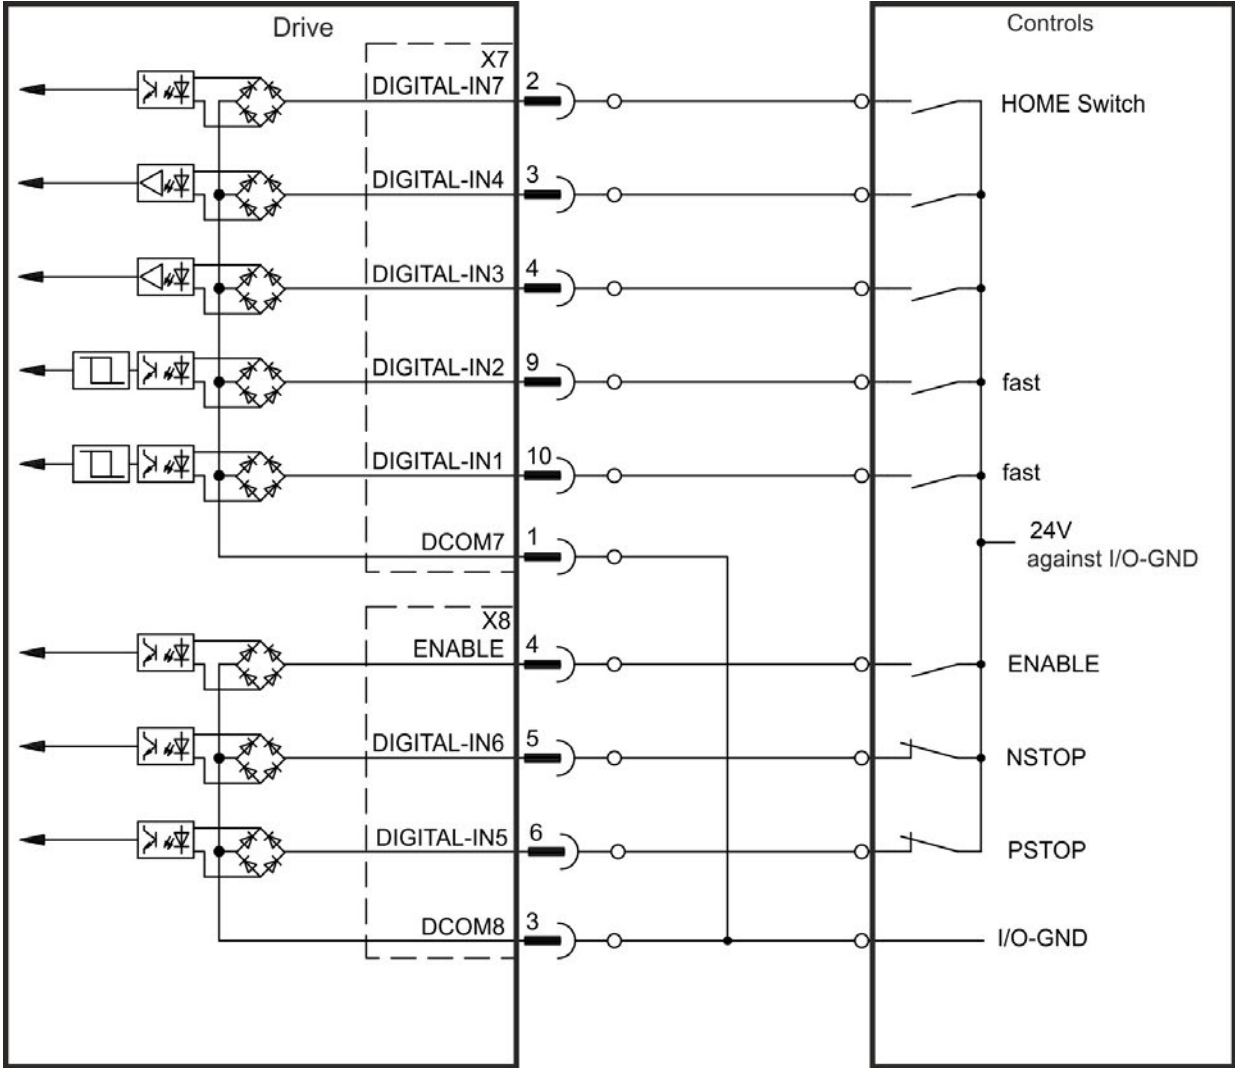 Drive
Controls
X7
DIGITAL-IN7
2
HOME Switch
DIGITAL-IN4
3
DIGITAL-IN3
4
DIGITAL-IN2
9
fast
DIGITAL-IN1
10
fast
DCOM7
1
24V
against I/O-GND
X8
ENABLE
4
ENABLE
DIGITAL-IN6
5
NSTOP
DIGITAL-IN5
6
PSTOP
DCOM8
3
I/O-GND